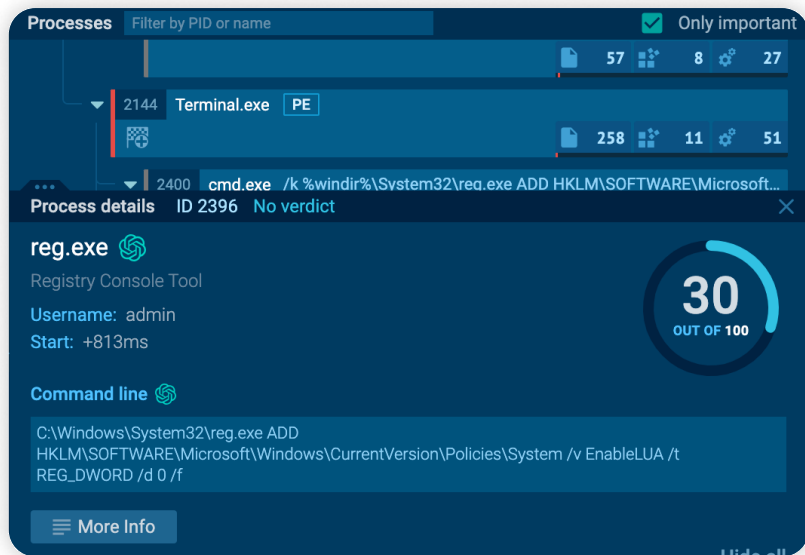 Processes Filter by PID or name Only important
57 8 27
2144 Terminal.exe PE
258 11 51
2400 cmd.exe /k %windir%\System32\reg.exe ADD HKLM\SOFTWARE\Microsoft...
Process details ID 2396 No verdict
reg.exe
Registry Console Tool
Username: admin
Start: +813ms
30
OUT OF 100
Command line
C:\Windows\System32\reg.exe ADD
HKLM\SOFTWARE\Microsoft\Windows\CurrentVersion\Policies\System /v EnableLUA /t
REG_DWORD /d 0 /f
More Info
Hide all